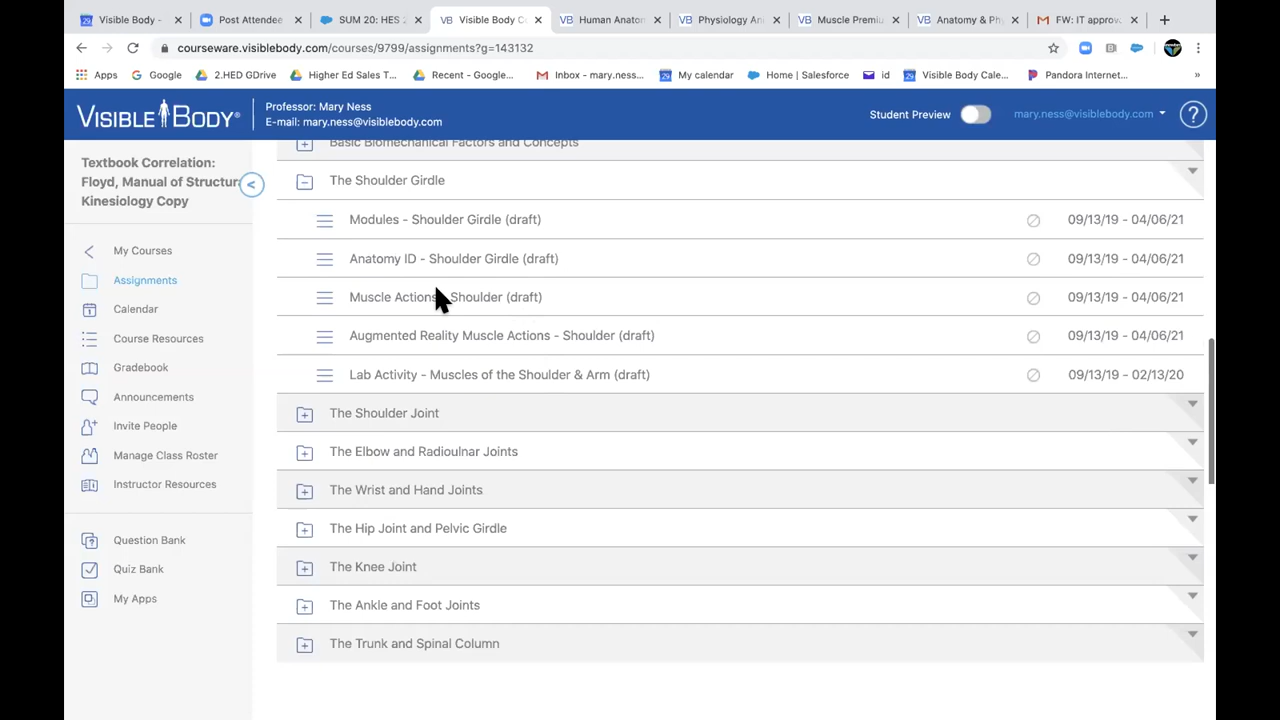 Visible Body -
Post Attendee
SUM 20: HES 2
Visible Body C
Human Anaton
Physiology An
Muscle Premiu
Anatomy & Phy
FW: IT approv
courseware.visiblebody.com/courses/9799/assignments?g=143132
Apps
Google
2.HED GDrive
Higher Ed Sales T...
Recent - Google...
Inbox - mary.ness...
My calendar
Home | Salesforce
id
Visible Body Cale...
Pandora Internet...
»
VISIBLE BODY®
Professor: Mary Ness
E-mail: mary.ness@visiblebody.com
Student Preview
mary.ness@visiblebody.com
?
Textbook Correlation:
Floyd, Manual of Structur
Kinesiology Copy
<
My Courses
Assignments
Calendar
Course Resources
Gradebook
Announcements
Invite People
Manage Class Roster
Instructor Resources
Question Bank
Quiz Bank
My Apps
Basic Biomechanical Factors and Concepts
The Shoulder Girdle
Modules - Shoulder Girdle (draft) 09/13/19 - 04/06/21
Anatomy ID - Shoulder Girdle (draft) 09/13/19 - 04/06/21
Muscle Actions Shoulder (draft) 09/13/19 - 04/06/21
Augmented Reality Muscle Actions - Shoulder (draft) 09/13/19 - 04/06/21
Lab Activity - Muscles of the Shoulder & Arm (draft) 09/13/19 - 02/13/20
The Shoulder Joint
The Elbow and Radioulnar Joints
The Wrist and Hand Joints
The Hip Joint and Pelvic Girdle
The Knee Joint
The Ankle and Foot Joints
The Trunk and Spinal Column